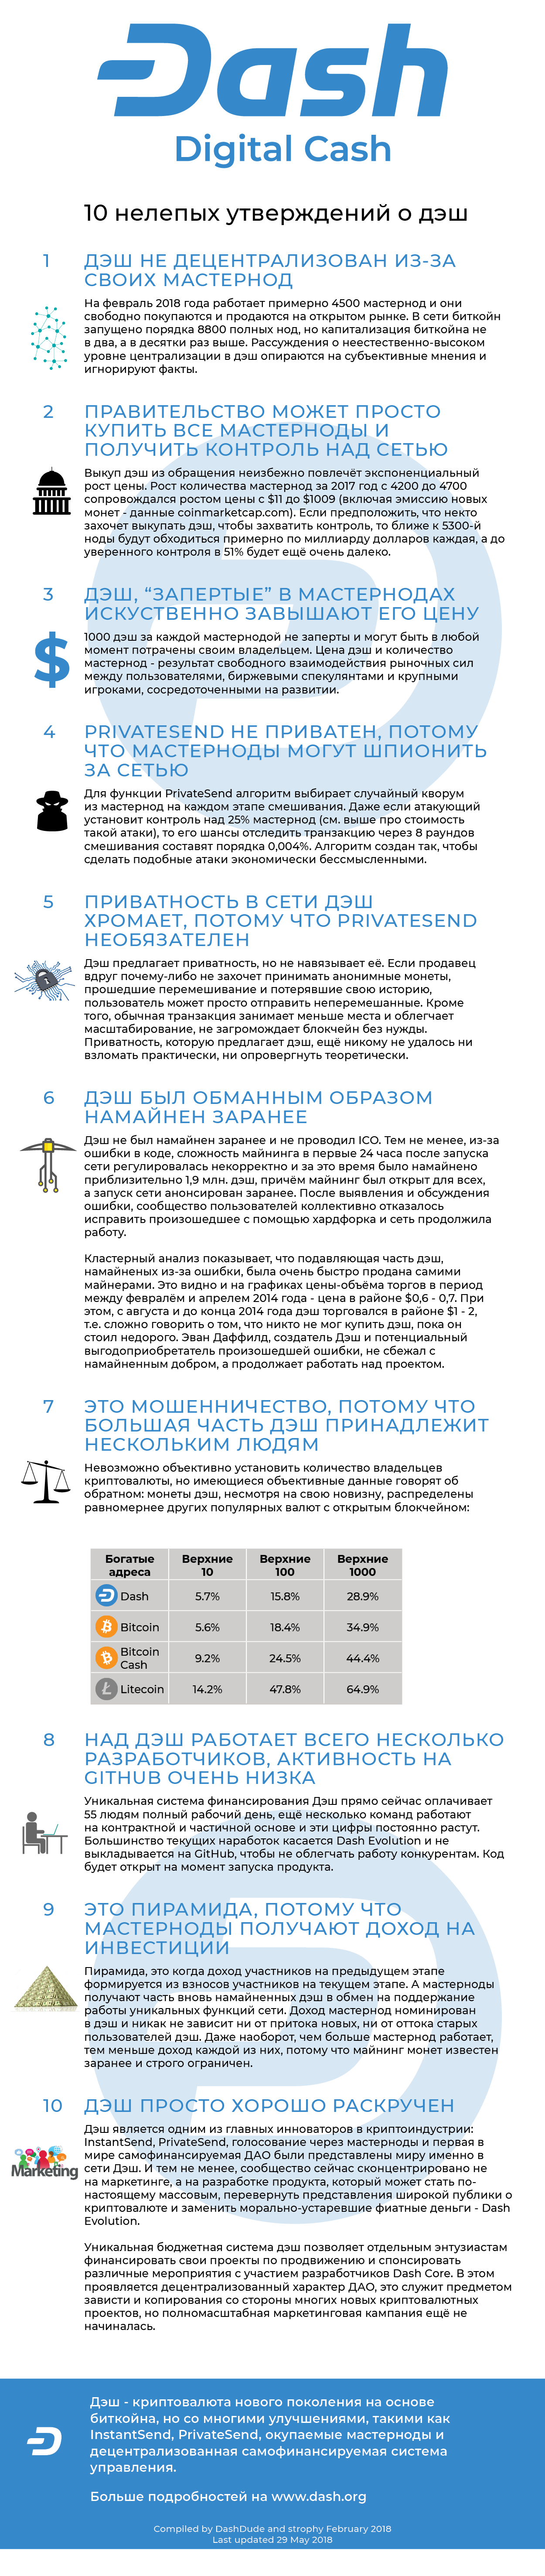 Dash
Digital Cash
10 нелепых утверждений о дэш
1 ДЭШ НЕ ДЕЦЕНТРАЛИЗОВАН ИЗ-ЗА
СВОИХ МАСТЕРНОД
На февраль 2018 года работает примерно 4500 мастернод и они
свободно покупаются и продаются на открытом рынке. В сети биткойн
запущено порядка 8800 полных нод, но капитализация биткойна не
в два, а в десятки раз выше. Рассуждения о неестественно-высоком
уровне централизации в дэш опираются на субъективные мнения и
игнорируют факты.
2 ПРАВИТЕЛЬСТВО МОЖЕТ ПРОСТО
КУПИТЬ ВСЕ МАСТЕРНОДЫ И
ПОЛУЧИТЬ КОНТРОЛЬ НАД СЕТЬЮ
Выкуп дэш из обращения неизбежно повлечёт экспоненциальный
рост цены. Рост количества мастернод за 2017 год с 4200 до 4700
сопровождался ростом цены с $11 до $1009 (включая эмиссию новых
монет - данные coinmarketcap.com). Если предположить, что некто
захочет выкупать дэш, чтобы захватить контроль, то ближе к 5300-й
ноды будут обходиться примерно по миллиарду долларов каждая, а до
уверенного контроля в 51% будет ещё очень далеко.
3 ДЭШ, “ЗАПЕРТЫЕ” В МАСТЕРНОДАХ
ИСКУСТВЕННО ЗАВЫШАЮТ ЕГО ЦЕНУ
1000 дэш за каждой мастернодой не заперты и могут быть в любой
момент потрачены своим владельцем. Цена дэш и количество
мастернод - результат свободного взаимодействия рыночных сил
между пользователями, биржевыми спекулянтами и крупными
игроками, сосредоточенными на развитии.
4 PRIVATESEND НЕ ПРИВАТЕН, ПОТОМУ
ЧТО МАСТЕРНОДЫ МОГУТ ШПИОНИТЬ
ЗА СЕТЬЮ
Для функции PrivateSend алгоритм выбирает случайный кворум
из мастернод на каждом этапе смешивания. Даже если атакующий
установит контроль над 25% мастернод (см. выше про стоимость
такой атаки), то его шансы отследить транзакцию через 8 раундов
смешивания составят порядка 0,004%. Алгоритм создан так, чтобы
сделать подобные атаки экономически бессмысленными.
5 ПРИВАТНОСТЬ В СЕТИ ДЭШ
ХРОМАЕТ, ПОТОМУ ЧТО PRIVATESEND
НЕОБЯЗАТЕЛЕН
Дэш предлагает приватность, но не навязывает её. Если продавец
вдруг почему-либо не захочет принимать анонимные монеты,
прошедшие перемешивание и потерявшие свою историю,
пользователь может просто отправить неперемешанные. Кроме
того, обычная транзакция занимает меньше места и облегчает
масштабирование, не загромождает блокчейн без нужды.
Приватность, которую предлагает дэш, ещё никому не удалось ни
взломать практически, ни опровергнуть теоретически.
6 ДЭШ БЫЛ ОБМАННЫМ ОБРАЗОМ
НАМАЙНЕН ЗАРАНЕЕ
Дэш не был намайнен заранее и не проводил ICO. Тем не менее, из-за
ошибки в коде, сложность майнинга в первые 24 часа после запуска
сети регулировалась некорректно и за это время было намайнено
приблизительно 1,9 млн. дэш, причём майнинг был открыт для всех,
а запуск сети анонсирован заранее. После выявления и обсуждения
ошибки, сообщество пользователей коллективно отказалось
исправить произошедшее с помощью хардфорка и сеть продолжила
работу.
Кластерный анализ показывает, что подавляющая часть дэш,
намайненых из-за ошибки, была очень быстро продана самими
майнерами. Это видно и на графиках цены-объёма торгов в период
между февралём и апрелем 2014 года - цена в районе $0,6 - 0,7. При
этом, с августа и до конца 2014 года дэш торговался в районе $1 - 2,
т.е. сложно говорить о том, что никто не мог купить дэш, пока он
стоил недорого. Эван Даффилд, создатель Дэш и потенциальный
выгодоприобретатель произошедшей ошибки, не сбежал с
намайненным добром, а продолжает работать над проектом.
7 ЭТО МОШЕННИЧЕСТВО, ПОТОМУ ЧТО
БОЛЬШАЯ ЧАСТЬ ДЭШ ПРИНАДЛЕЖИТ
НЕСКОЛЬКИМ ЛЮДЯМ
Невозможно объективно установить количество владельцев
криптовалюты, но имеющиеся объективные данные говорят об
обратном: монеты дэш, несмотря на свою новизну, распределены
равномернее других популярных валют с открытым блокчейном:
Богатые адреса Верхние 10 Верхние 100 Верхние 1000
Dash 5.7% 15.8% 28.9%
Bitcoin 5.6% 18.4% 34.9%
Bitcoin Cash 9.2% 24.5% 44.4%
Litecoin 14.2% 47.8% 64.9%
8 НАД ДЭШ РАБОТАЕТ ВСЕГО НЕСКОЛЬКО
РАЗРАБОТЧИКОВ, АКТИВНОСТЬ НА
GITHUB ОЧЕНЬ НИЗКА
Уникальная система финансирования Дэш прямо сейчас оплачивает
55 людям полный рабочий день, ещё несколько команд работают
на контрактной и частичной основе и эти цифры постоянно растут.
Большинство текущих наработок касается Dash Evolution и не
выкладывается на GitHub, чтобы не облегчать работу конкурентам. Код
будет открыт на момент запуска продукта.
9 ЭТО ПИРАМИДА, ПОТОМУ ЧТО
МАСТЕРНОДЫ ПОЛУЧАЮТ ДОХОД НА
ИНВЕСТИЦИИ
Пирамида, это когда доход участников на предыдущем этапе
формируется из взносов участников на текущем этапе. А мастерноды
получают часть вновь намайненных дэш в обмен на поддержание
работы уникальных функций сети. Доход мастернод номинирован
в дэш и никак не зависит ни от притока новых, ни от оттока старых
пользователей дэш. Даже наоборот, чем больше мастернод работает,
тем меньше доход каждой из них, потому что майнинг монет известен
заранее и строго ограничен.
10 ДЭШ ПРОСТО ХОРОШО РАСКРУЧЕН
Marketing
Дэш является одним из главных инноваторов в криптоиндустрии:
InstantSend, PrivateSend, голосование через мастерноды и первая в
мире самофинансируемая ДАО были представлены миру именно в
сети Дэш. И тем не менее, сообщество сейчас сконцентрировано не
на маркетинге, а на разработке продукта, который может стать по-
настоящему массовым, перевернуть представления широкой публики о
криптовалюте и заменить морально-устаревшие фиатные деньги - Dash
Evolution.
Уникальная бюджетная система дэш позволяет отдельным энтузиастам
финансировать свои проекты по продвижению и спонсировать
различные мероприятия с участием разработчиков Dash Core. В этом
проявляется децентрализованный характер ДАО, это служит предметом
зависти и копирования со стороны многих новых криптовалютных
проектов, но полномасштабная маркетинговая кампания ещё не
начиналась.
Дэш - криптовалюта нового поколения на основе
биткойна, но со многими улучшениями, такими как
InstantSend, PrivateSend, окупаемые мастерноды и
децентрализованная самофинансируемая система
управления.
Больше подробностей на www.dash.org
Compiled by DashDude and strophy February 2018
Last updated 29 May 2018